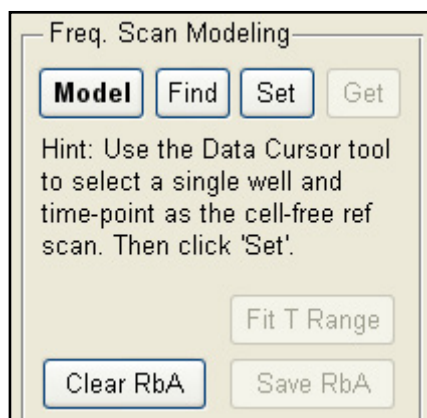 Freq. Scan Modeling
Model Find Set Get
Hint: Use the Data Cursor tool
to select a single well and
time-point as the cell-free ref
scan. Then click 'Set'.
Fit T Range
Clear RbA Save RbA